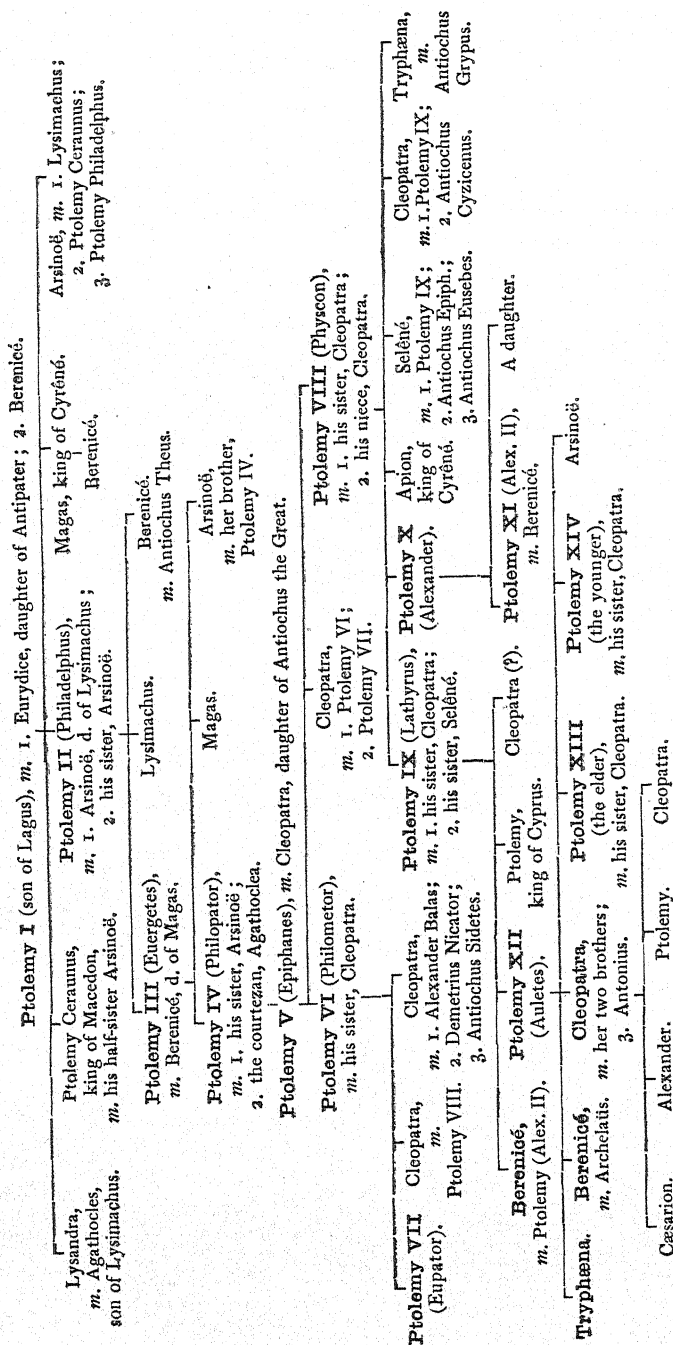 Ptolemy I (son of Lagus), m. 1. Eurydice, daughter of Antipater; 2. Berenicé.
Lysandra,
m. Agathocles,
son of Lysimachus.
Ptolemy Ceraunus,
king of Macedon,
m. his half-sister Arsinoë.
Ptolemy II (Philadelphus),
m. 1. Arsinoë, d. of Lysimachus;
2. his sister, Arsinoë.
Magas, king of Cyrêné.
Berenicé.
Arsinoë, m. 1. Lysimachus;
2. Ptolemy Ceraunus;
3. Ptolemy Philadelphus.
Ptolemy III (Euergetes),
m. Berenicé, d. of Magas.
Lysimachus.
Berenicé.
m. Antiochus Theus.
Ptolemy IV (Philopator),
m. 1. his sister, Arsinoë;
2. the courtezan, Agathoclea.
Magas.
Arsinoë,
m. her brother,
Ptolemy IV.
Ptolemy V (Epiphanes), m. Cleopatra, daughter of Antiochus the Great.
Ptolemy VI (Philometor),
m. his sister, Cleopatra.
Cleopatra,
m. 1. Ptolemy VI;
2. Ptolemy VII.
Ptolemy VIII (Physcon),
m. 1. his sister, Cleopatra;
2. his niece, Cleopatra.
Ptolemy VII
(Eupator).
Cleopatra,
m.
Ptolemy VIII.
Cleopatra,
m. 1. Alexander Balas;
2. Demetrius Nicator;
3. Antiochus Sidetes.
Ptolemy IX (Lathyrus),
m. 1. his sister, Cleopatra;
2. his sister, Selêné.
Ptolemy X
(Alexander).
Apion,
king of
Cyrêné.
Selêné,
m. 1. Ptolemy IX;
2. Antiochus Epiph.;
3. Antiochus Eusebes.
Cleopatra,
m. 1. Ptolemy IX;
2. Antiochus
Cyzicenus.
Tryphæna,
m.
Antiochus
Grypus.
Berenicé,
m. Ptolemy (Alex. II).
Ptolemy XII
(Auletes).
Ptolemy,
king of Cyprus.
Cleopatra (?).
Ptolemy XI (Alex. II),
m. Berenicé.
A daughter.
Tryphæna.
Berenicé,
m. Archelaüs.
Cleopatra,
m. her two brothers;
3. Antonius.
Ptolemy XIII
(the elder),
m. his sister, Cleopatra.
Ptolemy XIV
(the younger),
m. his sister, Cleopatra.
Arsinoë.
Cæsarion.
Alexander.
Ptolemy.
Cleopatra.